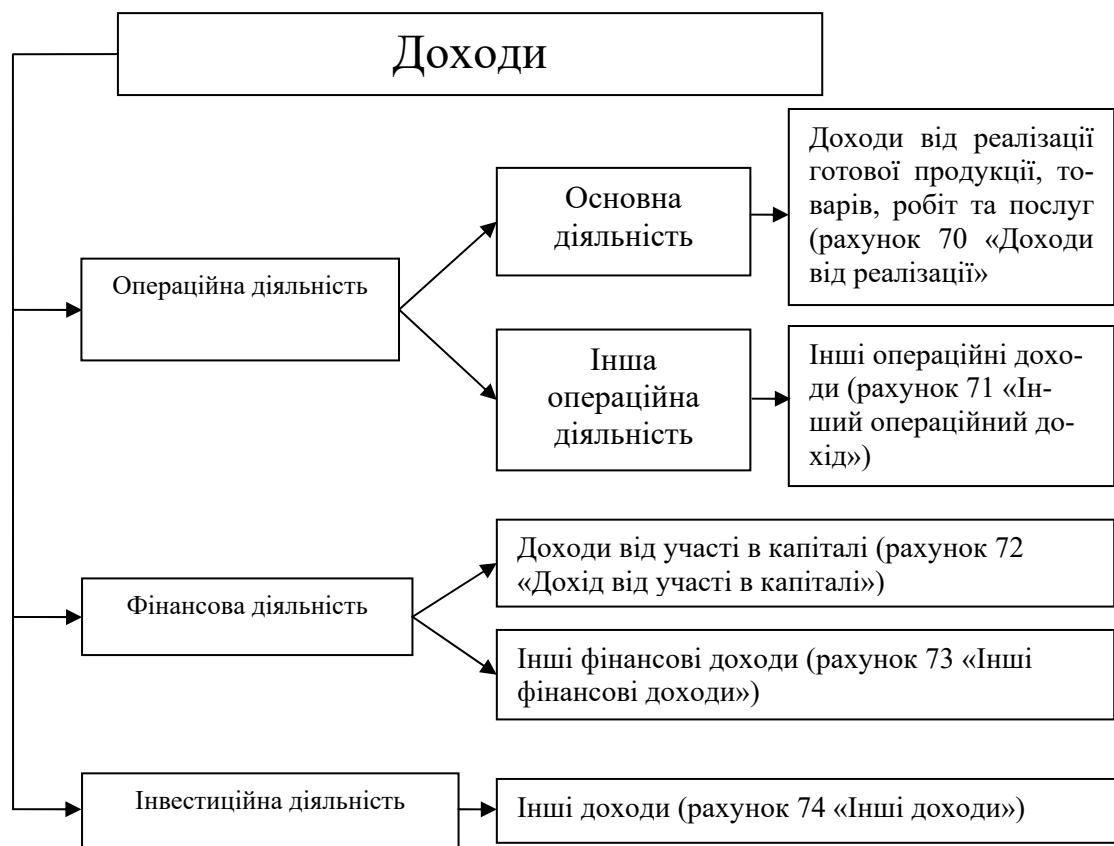 Доходи
Доходи від реалізації
готової продукції, то-
варів, робіт та послуг
(рахунок 70 «Доходи
від реалізації»
Основна
діяльність
Операційна діяльність
Інша
операційна
діяльність
Інші операційні дохо-
ди (рахунок 71 «Ін-
ший операційний до-
хід»)
Доходи від участі в капіталі (рахунок 72
«Дохід від участі в капіталі»)
Фінансова діяльність
Інші фінансові доходи (рахунок 73 «Інші
фінансові доходи»)
Інвестиційна діяльність
Інші доходи (рахунок 74 «Інші доходи»)